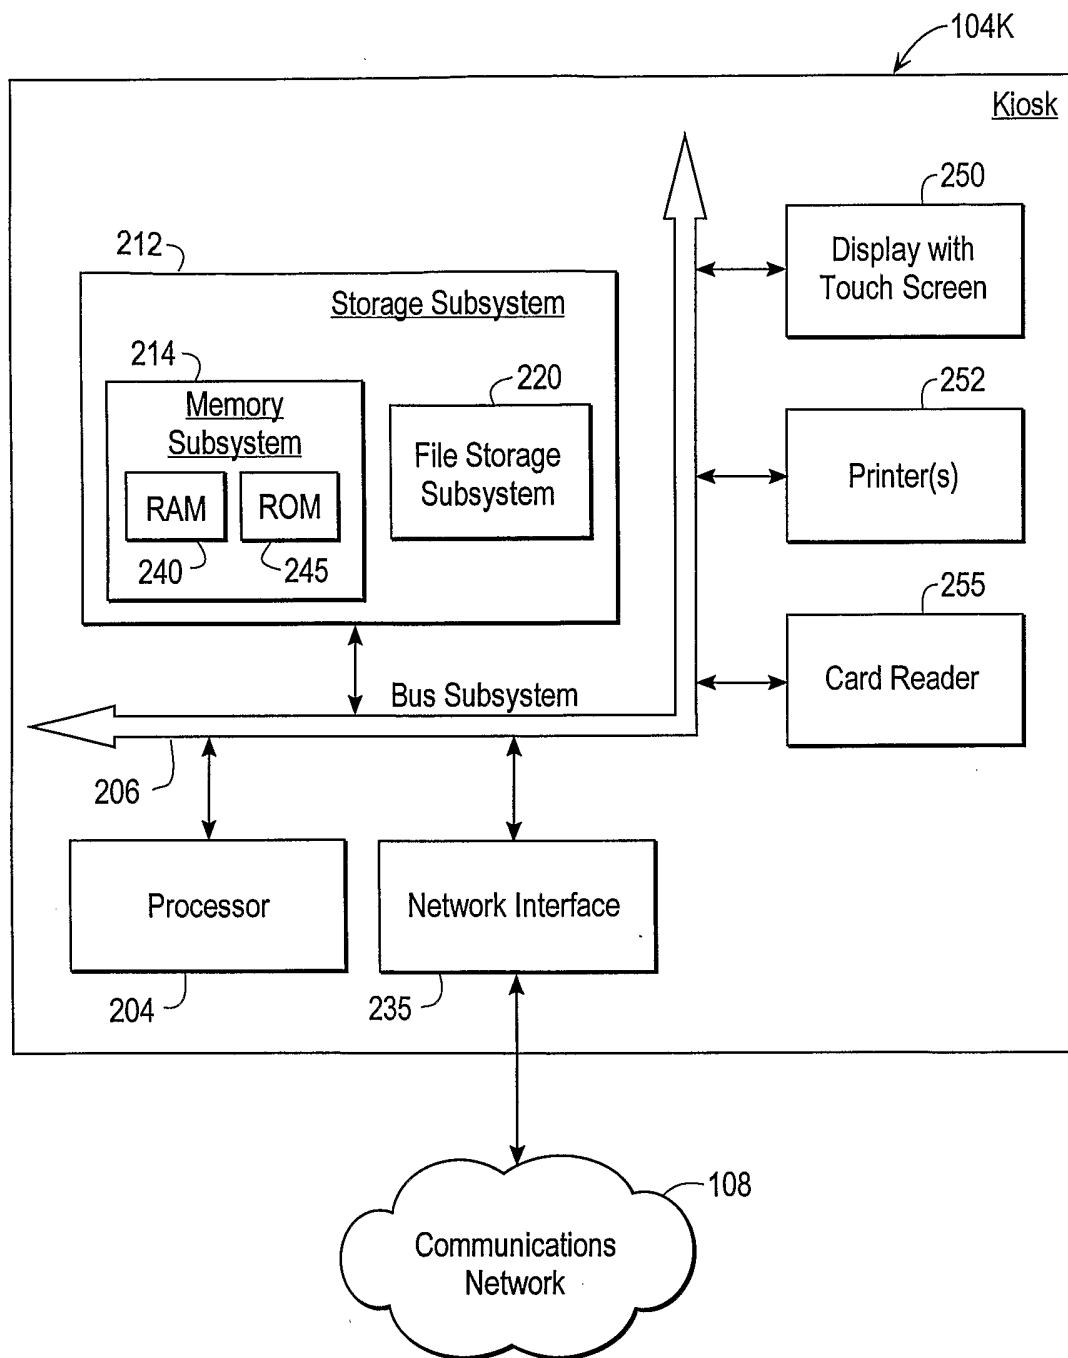 104K
Kiosk
250
Display with
Touch Screen
212
Storage Subsystem
214
Memory
Subsystem
RAM
ROM
240
245
220
File Storage
Subsystem
252
Printer(s)
255
Card Reader
Bus Subsystem
206
Processor
204
Network Interface
235
108
Communications
Network